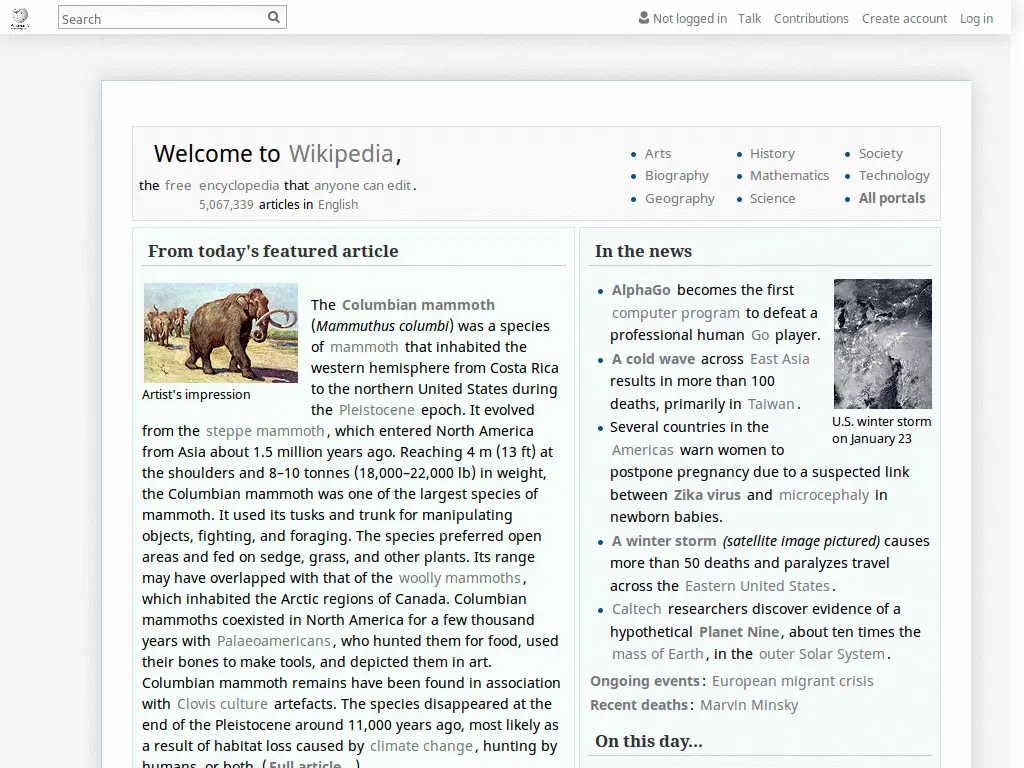 Search
Not logged in Talk Contributions Create account Log in
Welcome to Wikipedia,
the free encyclopedia that anyone can edit.
5,067,339 articles in English
Arts
Biography
Geography
History
Mathematics
Science
Society
Technology
All portals
From today's featured article
Artist's impression
The Columbian mammoth
(Mammuthus columbi) was a species
of mammoth that inhabited the
western hemisphere from Costa Rica
to the northern United States during
the Pleistocene epoch. It evolved
from the steppe mammoth, which entered North America
from Asia about 1.5 million years ago. Reaching 4 m (13 ft) at
the shoulders and 8–10 tonnes (18,000–22,000 lb) in weight,
the Columbian mammoth was one of the largest species of
mammoth. It used its tusks and trunk for manipulating
objects, fighting, and foraging. The species preferred open
areas and fed on sedge, grass, and other plants. Its range
may have overlapped with that of the woolly mammoths,
which inhabited the Arctic regions of Canada. Columbian
mammoths coexisted in North America for a few thousand
years with Palaeoamericans, who hunted them for food, used
their bones to make tools, and depicted them in art.
Columbian mammoth remains have been found in association
with Clovis culture artefacts. The species disappeared at the
end of the Pleistocene around 11,000 years ago, most likely as
a result of habitat loss caused by climate change, hunting by
humans, or both. (Full article...)
In the news
AlphaGo becomes the first
computer program to defeat a
professional human Go player.
A cold wave across East Asia
results in more than 100
deaths, primarily in Taiwan.
Several countries in the
Americas warn women to
postpone pregnancy due to a suspected link
between Zika virus and microcephaly in
newborn babies.
A winter storm (satellite image pictured) causes
more than 50 deaths and paralyzes travel
across the Eastern United States.
Caltech researchers discover evidence of a
hypothetical Planet Nine, about ten times the
mass of Earth, in the outer Solar System.
U.S. winter storm
on January 23
Ongoing events: European migrant crisis
Recent deaths: Marvin Minsky
On this day...